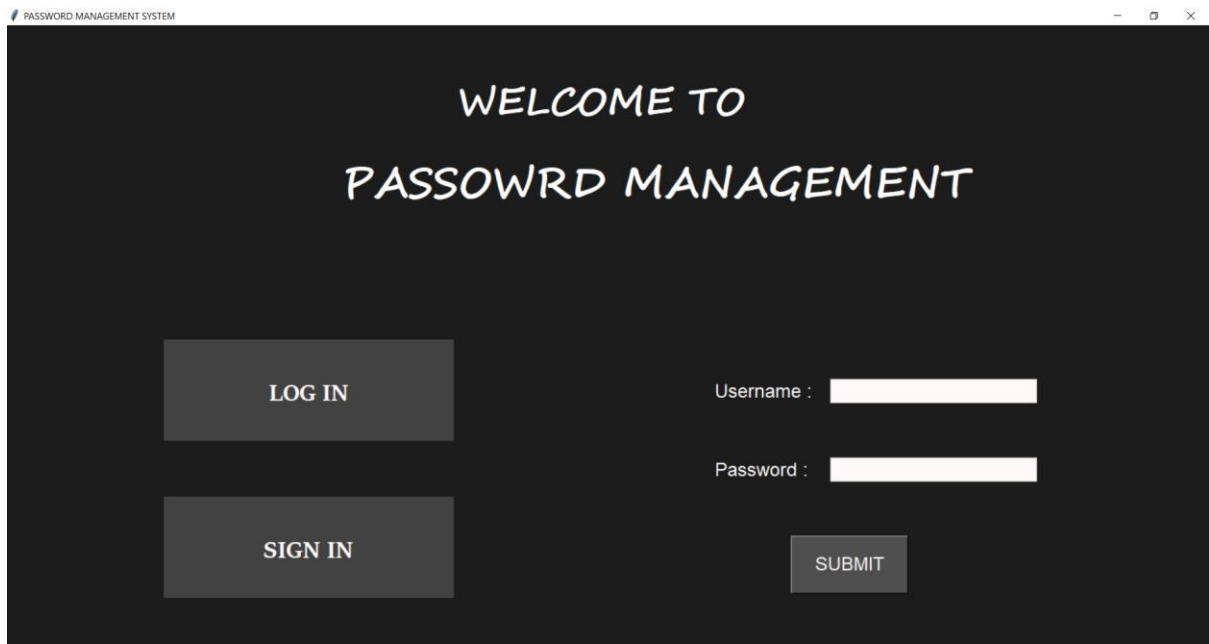 PASSWORD MANAGEMENT SYSTEM
WELCOME TO
PASSOWRD MANAGEMENT
LOG IN
Username :
Password :
SIGN IN
SUBMIT